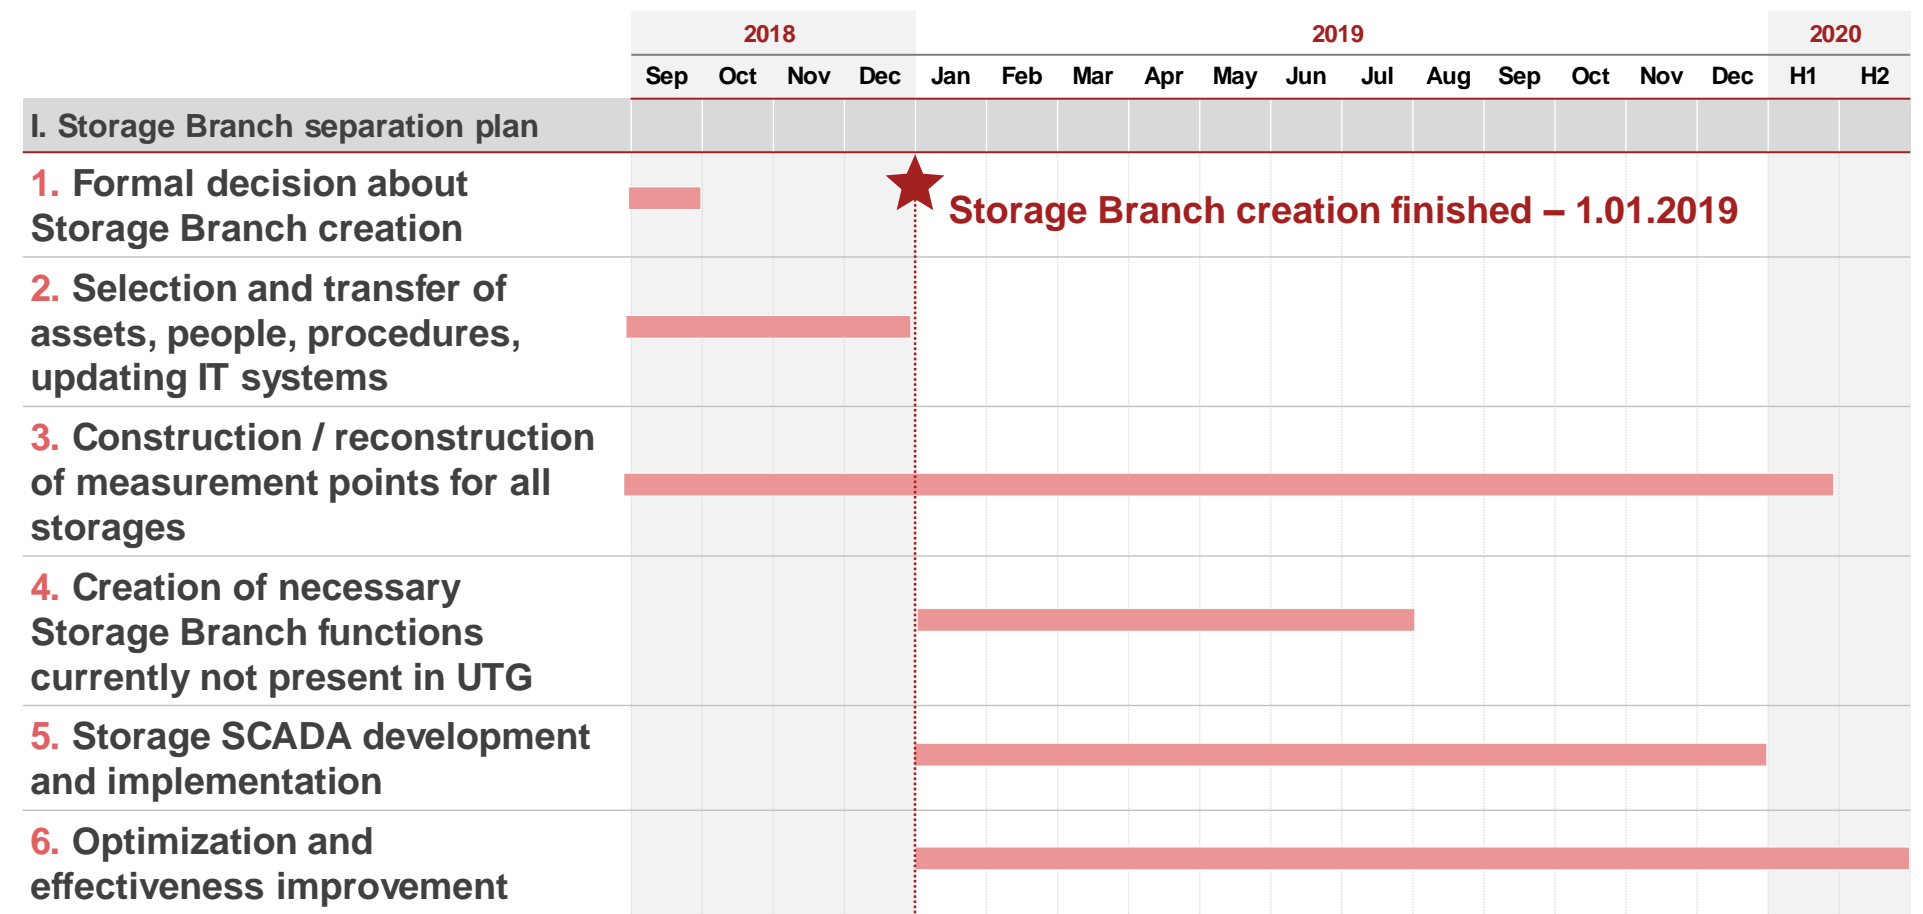 2018 2019 2020
Sep Oct Nov Dec Jan Feb Mar Apr May Jun Jul Aug Sep Oct Nov Dec H1 H2
I. Storage Branch separation plan
1. Formal decision about
Storage Branch creation
Storage Branch creation finished – 1.01.2019
2. Selection and transfer of
assets, people, procedures,
updating IT systems
3. Construction / reconstruction
of measurement points for all
storages
4. Creation of necessary
Storage Branch functions
currently not present in UTG
5. Storage SCADA development
and implementation
6. Optimization and
effectiveness improvement